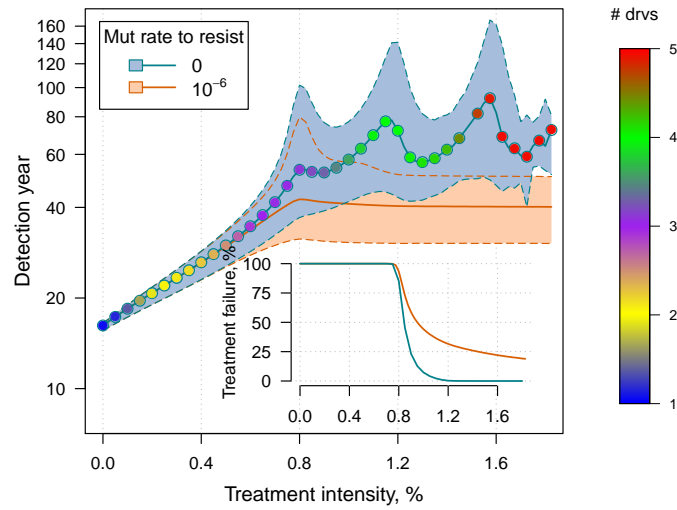 # drvs
Mut rate to resist
0
10⁻⁶
160
120
100
80
60
40
20
10
Detection year
5
4
3
2
1
Treatment failure, %
100
75
50
25
0
0.0 0.4 0.8 1.2 1.6
0.0 0.4 0.8 1.2 1.6
Treatment intensity, %